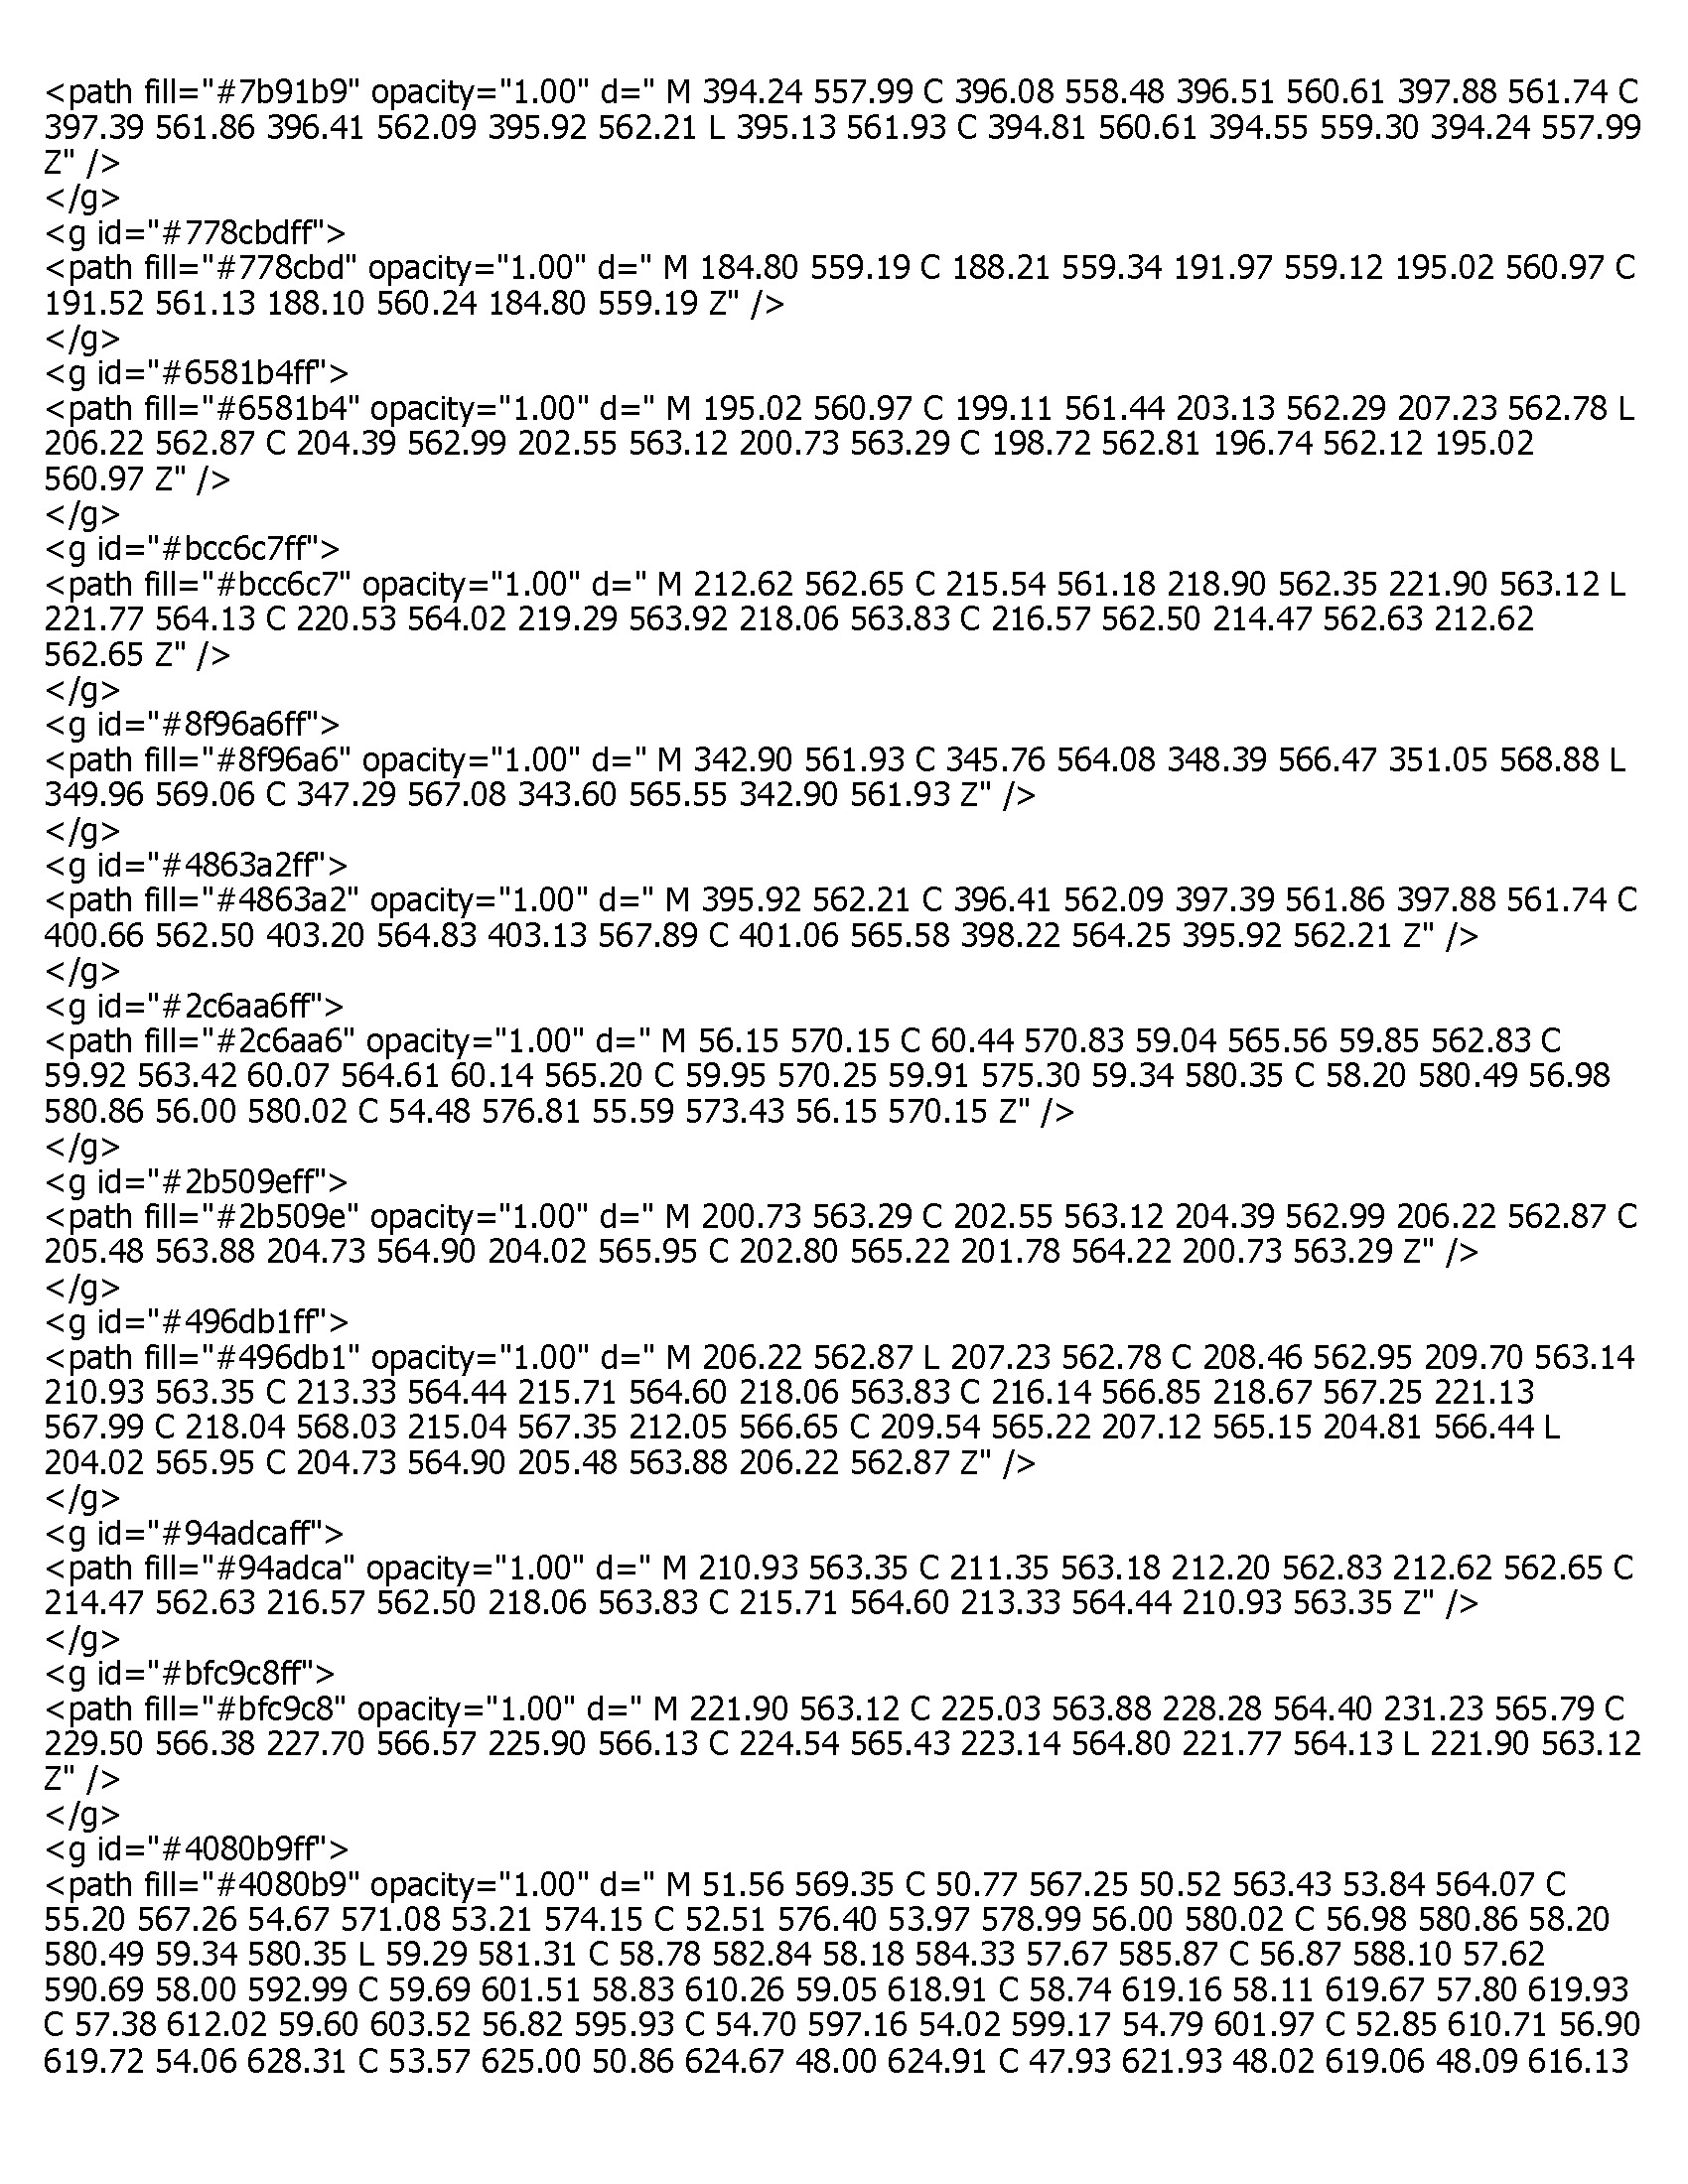 <path fill="#7b91b9" opacity="1.00" d=" M 394.24 557.99 C 396.08 558.48 396.51 560.61 397.88 561.74 C
397.39 561.86 396.41 562.09 395.92 562.21 L 395.13 561.93 C 394.81 560.61 394.55 559.30 394.24 557.99
Z" />
</g>
<g id="#778cbdff">
<path fill="#778cbd" opacity="1.00" d=" M 184.80 559.19 C 188.21 559.34 191.97 559.12 195.02 560.97 C
191.52 561.13 188.10 560.24 184.80 559.19 Z" />
</g>
<g id="#6581b4ff">
<path fill="#6581b4" opacity="1.00" d=" M 195.02 560.97 C 199.11 561.44 203.13 562.29 207.23 562.78 L
206.22 562.87 C 204.39 562.99 202.55 563.12 200.73 563.29 C 198.72 562.81 196.74 562.12 195.02
560.97 Z" />
</g>
<g id="#bcc6c7ff">
<path fill="#bcc6c7" opacity="1.00" d=" M 212.62 562.65 C 215.54 561.18 218.90 562.35 221.90 563.12 L
221.77 564.13 C 220.53 564.02 219.29 563.92 218.06 563.83 C 216.57 562.50 214.47 562.63 212.62
562.65 Z" />
</g>
<g id="#8f96a6ff">
<path fill="#8f96a6" opacity="1.00" d=" M 342.90 561.93 C 345.76 564.08 348.39 566.47 351.05 568.88 L
349.96 569.06 C 347.29 567.08 343.60 565.55 342.90 561.93 Z" />
</g>
<g id="#4863a2ff">
<path fill="#4863a2" opacity="1.00" d=" M 395.92 562.21 C 396.41 562.09 397.39 561.86 397.88 561.74 C
400.66 562.50 403.20 564.83 403.13 567.89 C 401.06 565.58 398.22 564.25 395.92 562.21 Z" />
</g>
<g id="#2c6aa6ff">
<path fill="#2c6aa6" opacity="1.00" d=" M 56.15 570.15 C 60.44 570.83 59.04 565.56 59.85 562.83 C
59.92 563.42 60.07 564.61 60.14 565.20 C 59.95 570.25 59.91 575.30 59.34 580.35 C 58.20 580.49 56.98
580.86 56.00 580.02 C 54.48 576.81 55.59 573.43 56.15 570.15 Z" />
</g>
<g id="#2b509eff">
<path fill="#2b509e" opacity="1.00" d=" M 200.73 563.29 C 202.55 563.12 204.39 562.99 206.22 562.87 C
205.48 563.88 204.73 564.90 204.02 565.95 C 202.80 565.22 201.78 564.22 200.73 563.29 Z" />
</g>
<g id="#496db1ff">
<path fill="#496db1" opacity="1.00" d=" M 206.22 562.87 L 207.23 562.78 C 208.46 562.95 209.70 563.14
210.93 563.35 C 213.33 564.44 215.71 564.60 218.06 563.83 C 216.14 566.85 218.67 567.25 221.13
567.99 C 218.04 568.03 215.04 567.35 212.05 566.65 C 209.54 565.22 207.12 565.15 204.81 566.44 L
204.02 565.95 C 204.73 564.90 205.48 563.88 206.22 562.87 Z" />
</g>
<g id="#94adcaff">
<path fill="#94adca" opacity="1.00" d=" M 210.93 563.35 C 211.35 563.18 212.20 562.83 212.62 562.65 C
214.47 562.63 216.57 562.50 218.06 563.83 C 215.71 564.60 213.33 564.44 210.93 563.35 Z" />
</g>
<g id="#bfc9c8ff">
<path fill="#bfc9c8" opacity="1.00" d=" M 221.90 563.12 C 225.03 563.88 228.28 564.40 231.23 565.79 C
229.50 566.38 227.70 566.57 225.90 566.13 C 224.54 565.43 223.14 564.80 221.77 564.13 L 221.90 563.12
Z" />
</g>
<g id="#4080b9ff">
<path fill="#4080b9" opacity="1.00" d=" M 51.56 569.35 C 50.77 567.25 50.52 563.43 53.84 564.07 C
55.20 567.26 54.67 571.08 53.21 574.15 C 52.51 576.40 53.97 578.99 56.00 580.02 C 56.98 580.86 58.20
580.49 59.34 580.35 L 59.29 581.31 C 58.78 582.84 58.18 584.33 57.67 585.87 C 56.87 588.10 57.62
590.69 58.00 592.99 C 59.69 601.51 58.83 610.26 59.05 618.91 C 58.74 619.16 58.11 619.67 57.80 619.93
C 57.38 612.02 59.60 603.52 56.82 595.93 C 54.70 597.16 54.02 599.17 54.79 601.97 C 52.85 610.71 56.90
619.72 54.06 628.31 C 53.57 625.00 50.86 624.67 48.00 624.91 C 47.93 621.93 48.02 619.06 48.09 616.13